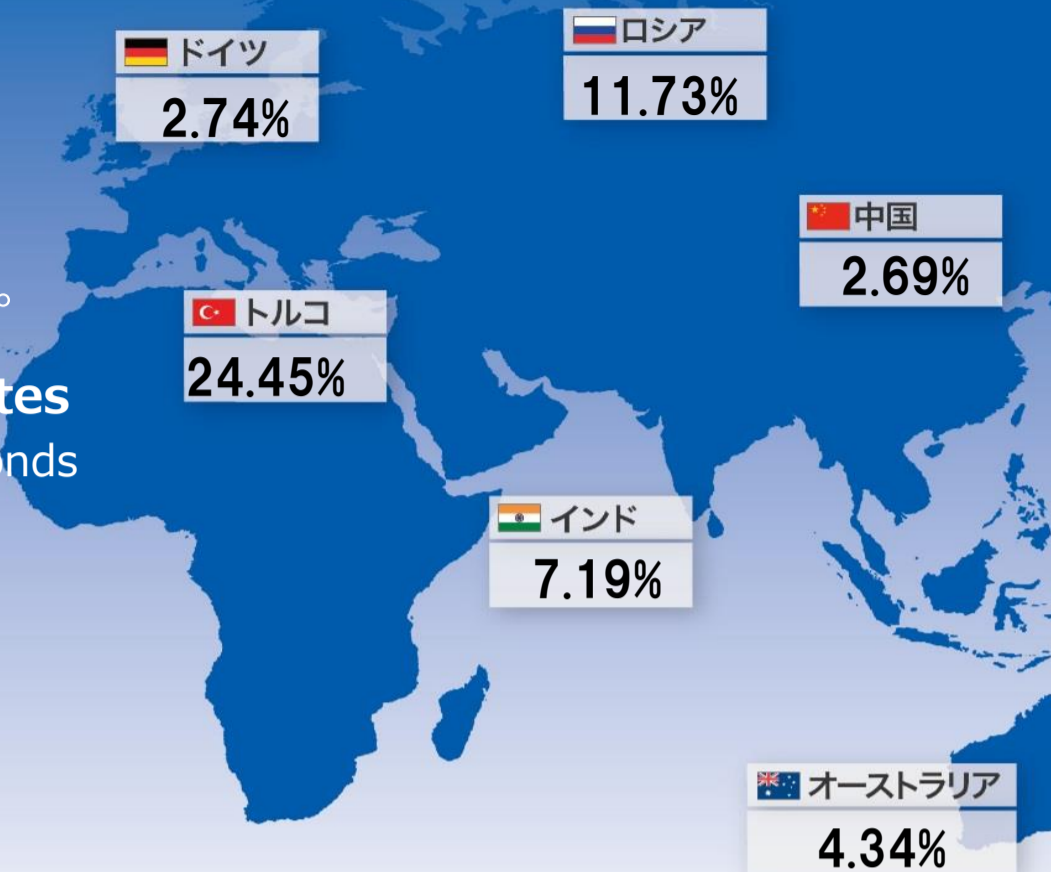 ドイツ
2.74%
ロシア
11.73%
中国
2.69%
。
トルコ
24.45%
tes
onds
インド
7.19%
オーストラリア
4.34%